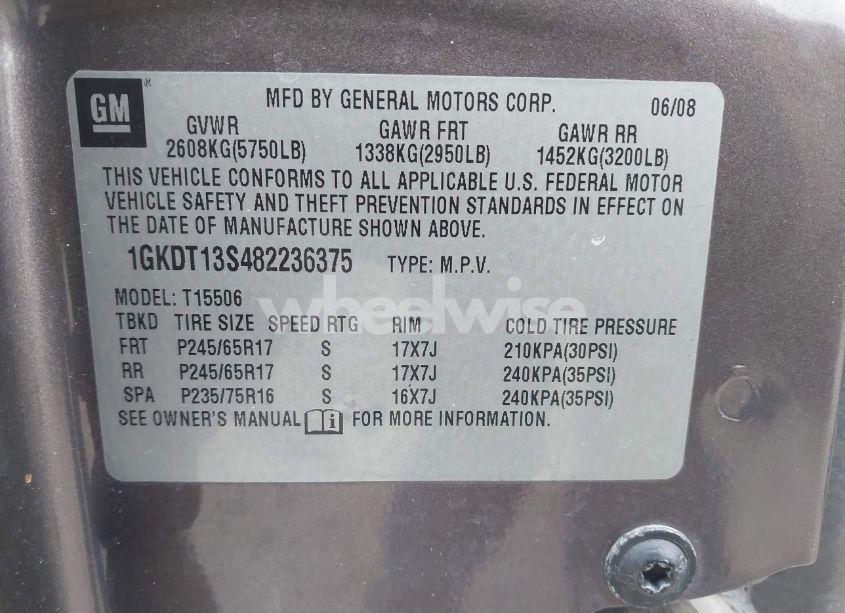 GM®
MFD BY GENERAL MOTORS CORP. 06/08
GVWR GAWR FRT GAWR RR
2608KG(5750LB) 1338KG(2950LB) 1452KG(3200LB)
THIS VEHICLE CONFORMS TO ALL APPLICABLE U.S. FEDERAL MOTOR
VEHICLE SAFETY AND THEFT PREVENTION STANDARDS IN EFFECT ON
THE DATE OF MANUFACTURE SHOWN ABOVE.
1GKDT13S482236375 TYPE: M.P.V.
MODEL: T15506
wheelwise
TBKD TIRE SIZE SPEED RTG RIM COLD TIRE PRESSURE
FRT P245/65R17 S 17X7J 210KPA(30PSI)
RR P245/65R17 S 17X7J 240KPA(35PSI)
SPA P235/75R16 S 16X7J 240KPA(35PSI)
SEE OWNER'S MANUAL i FOR MORE INFORMATION.